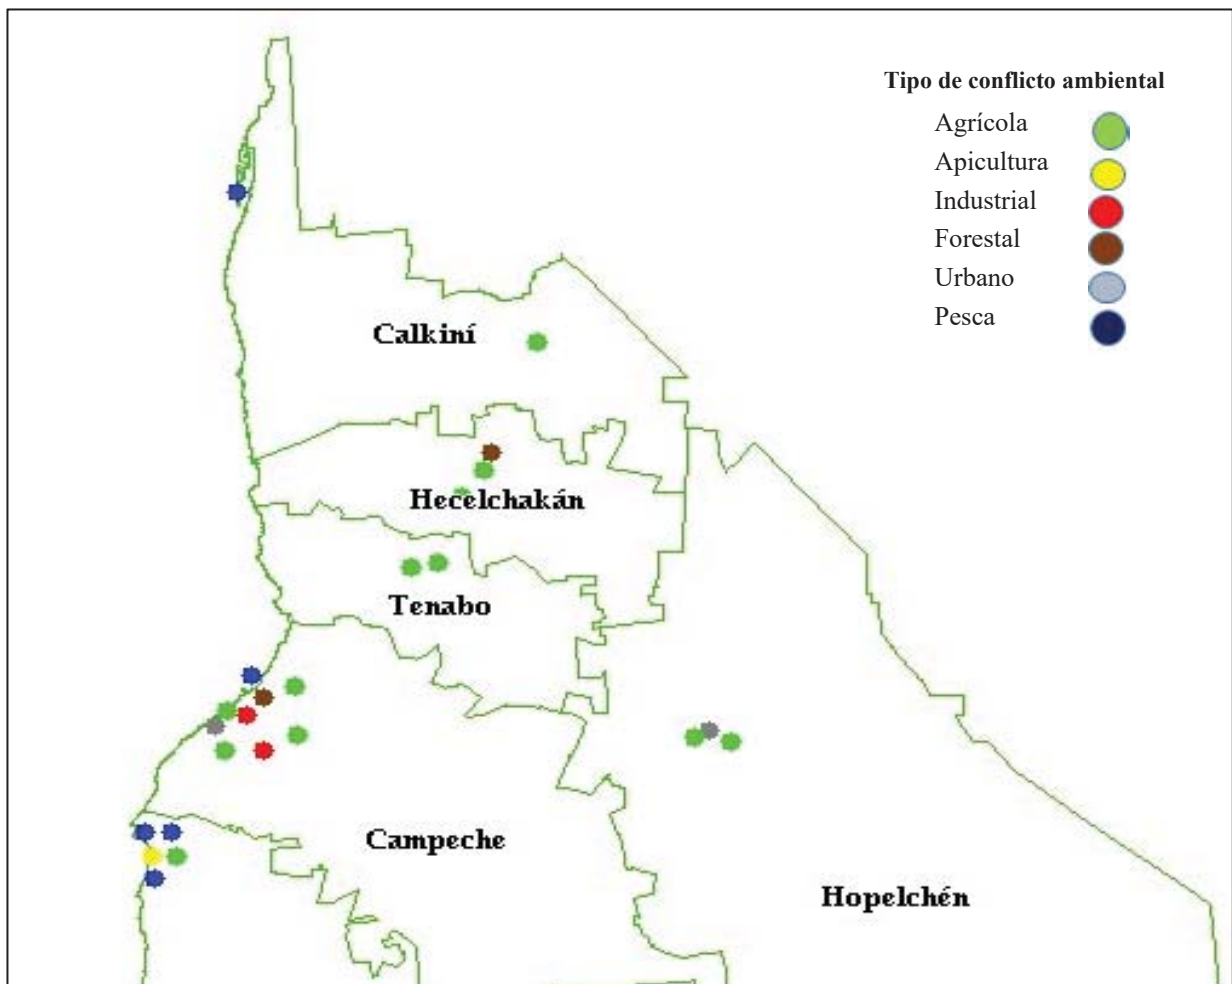 Tipo de conflicto ambiental
Agrícola
Apicultura
Industrial
Forestal
Urbano
Pesca
Calkiní
Hecelchakán
Tenabo
Campeche
Hopelchén